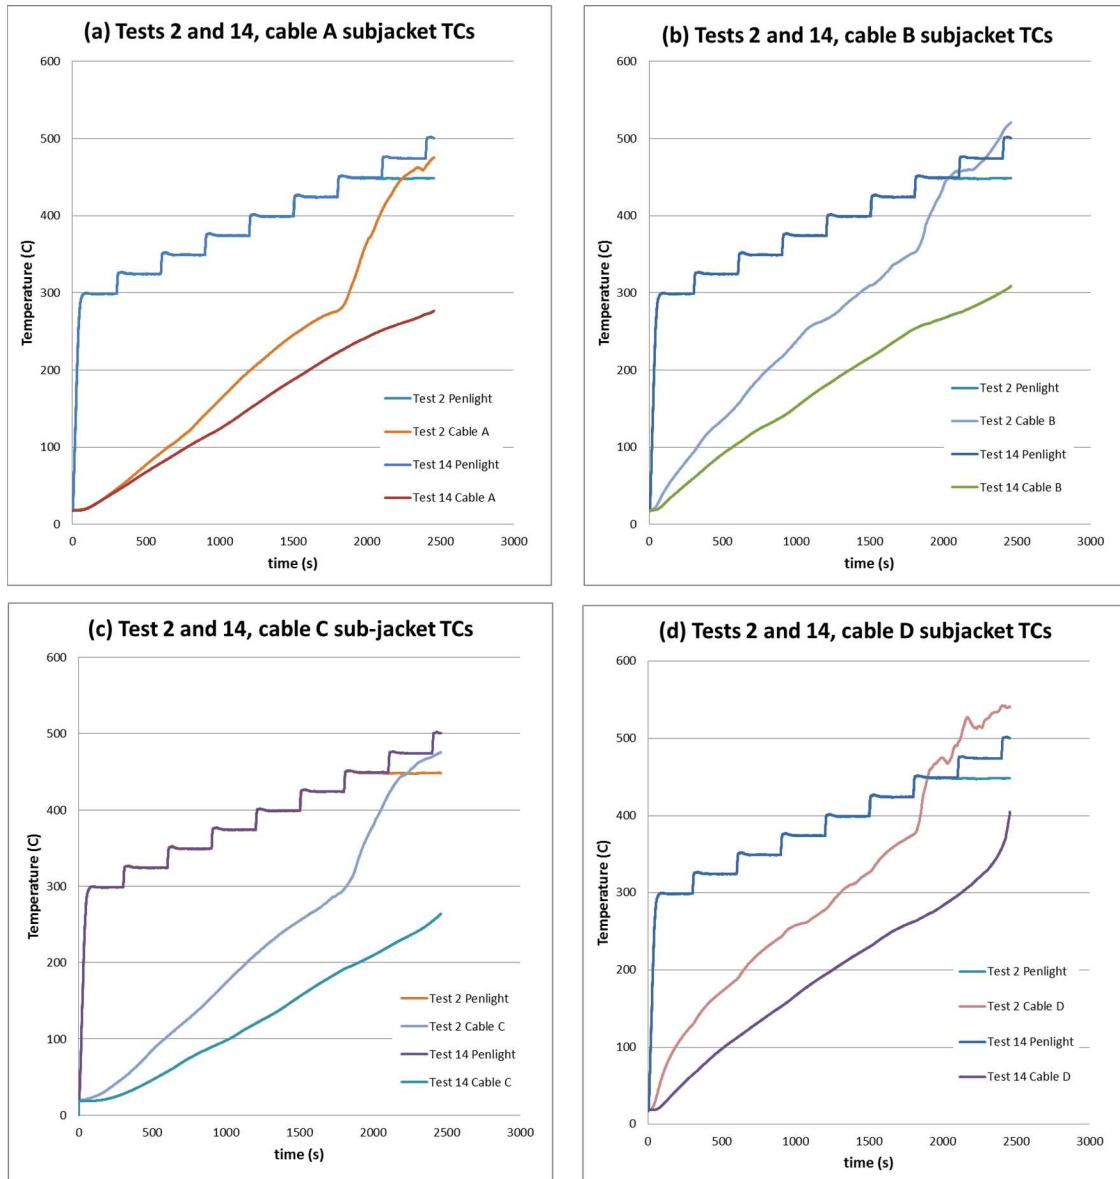 (a) Tests 2 and 14, cable A subjacket TCs
600
500
400
300
200
100
0
Temperature (C)
0 500 1000 1500 2000 2500 3000
time (s)
Test 2 Penlight
Test 2 Cable A
Test 14 Penlight
Test 14 Cable A
(b) Tests 2 and 14, cable B subjacket TCs
600
500
400
300
200
100
0
Temperature (C)
0 500 1000 1500 2000 2500 3000
time (s)
Test 2 Penlight
Test 2 Cable B
Test 14 Penlight
Test 14 Cable B
(c) Test 2 and 14, cable C sub-jacket TCs
600
500
400
300
200
100
0
Temperature (C)
0 500 1000 1500 2000 2500 3000
time (s)
Test 2 Penlight
Test 2 Cable C
Test 14 Penlight
Test 14 Cable C
(d) Tests 2 and 14, cable D subjacket TCs
600
500
400
300
200
100
0
Temperature (C)
0 500 1000 1500 2000 2500 3000
time (s)
Test 2 Penlight
Test 2 Cable D
Test 14 Penlight
Test 14 Cable D